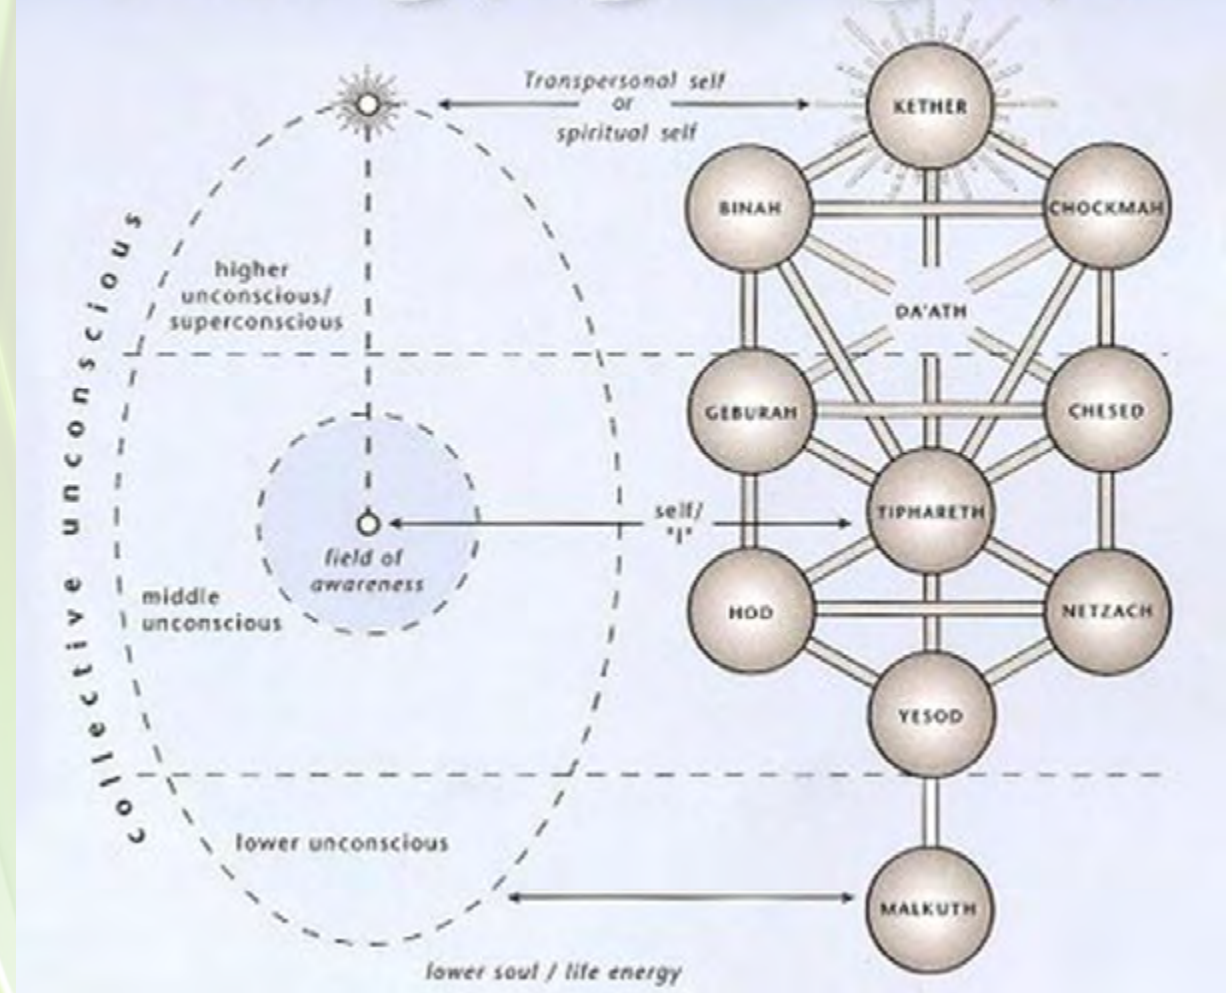 Transpersonal self
or
spiritual self
KETHER
BINAH
CHOCKMAH
higher
unconscious/
superconscious
DA'ATH
GEBURAH
CHESED
collective unconscious
self/
"I"
TIPHARETH
field of
awareness
middle
unconscious
HOD
NETZACH
YESOD
lower unconscious
MALKUTH
lower soul / life energy